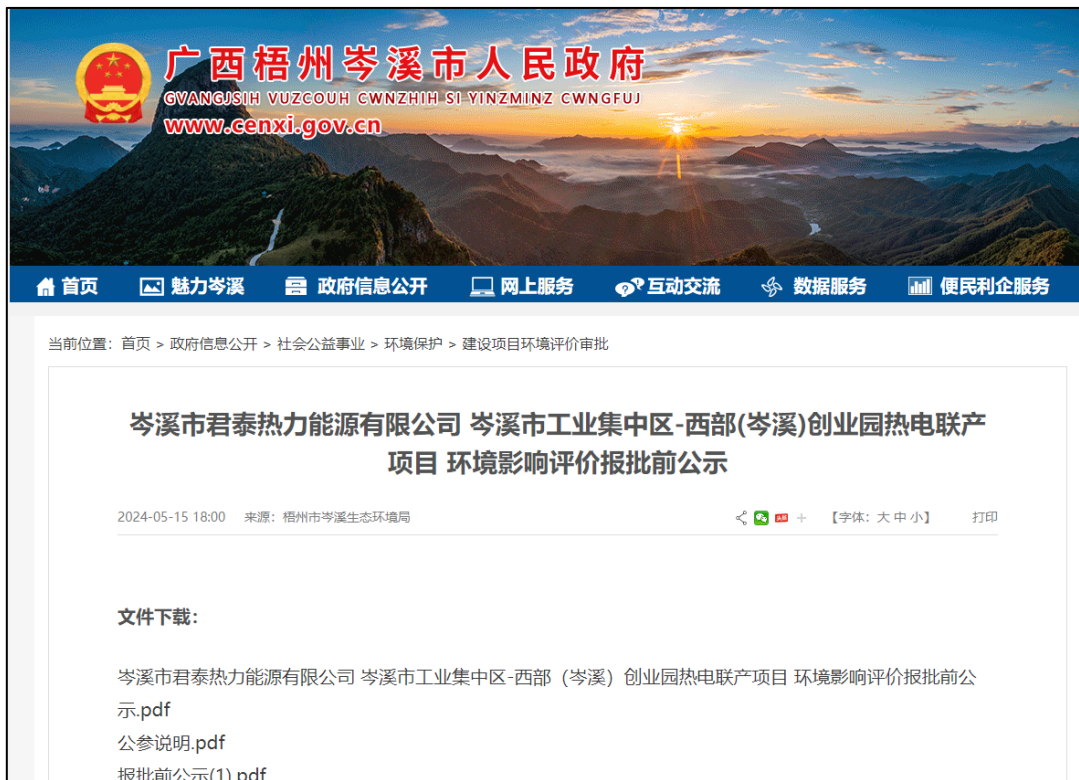 广西梧州岑溪市人民政府
GVANGJSIH VUZCOUH CWNZHIH SI YINZMINZ CWNGFUJ
www.cenxi.gov.cn
首页 魅力岑溪 政府信息公开 网上服务 互动交流 数据服务 便民利企服务
当前位置：首页 > 政府信息公开 > 社会公益事业 > 环境保护 > 建设项目环境评价审批
岑溪市君泰热力能源有限公司 岑溪市工业集中区-西部(岑溪)创业园热电联产
项目 环境影响评价报批前公示
2024-05-15 18:00 来源：梧州市岑溪生态环境局 【字体：大 中 小】 打印
文件下载：
岑溪市君泰热力能源有限公司 岑溪市工业集中区-西部（岑溪）创业园热电联产项目 环境影响评价报批前公
示.pdf
公参说明.pdf
报批前公示(1).pdf